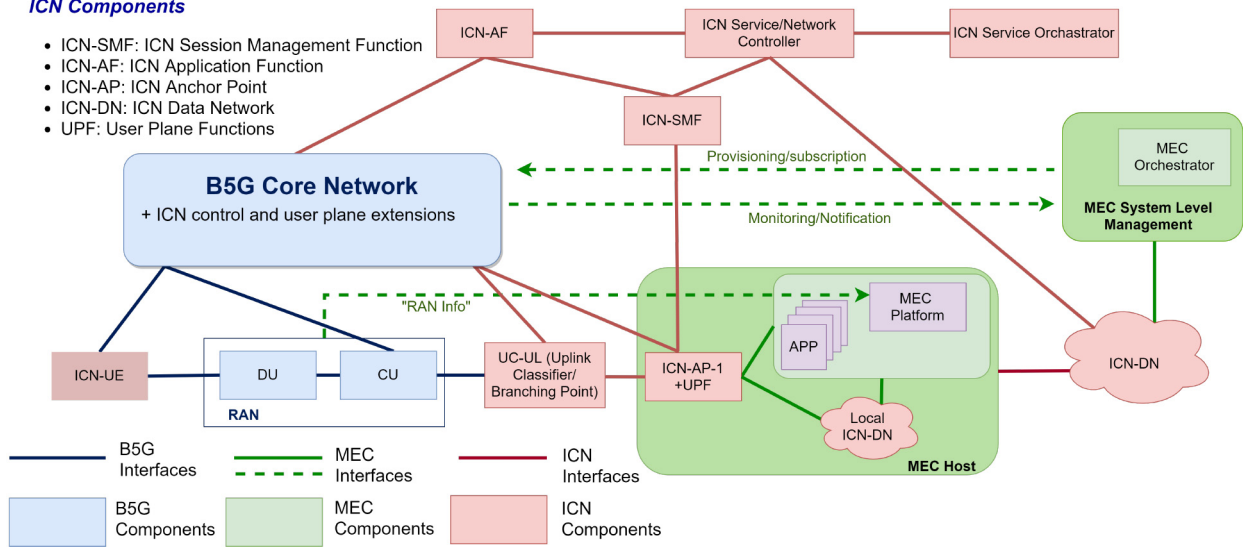 ICN Components
• ICN-SMF: ICN Session Management Function
• ICN-AF: ICN Application Function
• ICN-AP: ICN Anchor Point
• ICN-DN: ICN Data Network
• UPF: User Plane Functions
ICN-AF
ICN Service/Network
Controller
ICN Service Orchastrator
ICN-SMF
MEC
Orchestrator
MEC System Level
Management
Provisioning/subscription
Monitoring/Notification
B5G Core Network
+ ICN control and user plane extensions
"RAN Info"
MEC
Platform
APP
ICN-UE
DU
CU
RAN
UC-UL (Uplink
Classifier/
Branching Point)
ICN-AP-1
+UPF
Local
ICN-DN
MEC Host
ICN-DN
B5G
Interfaces
MEC
Interfaces
ICN
Interfaces
B5G
Components
MEC
Components
ICN
Components